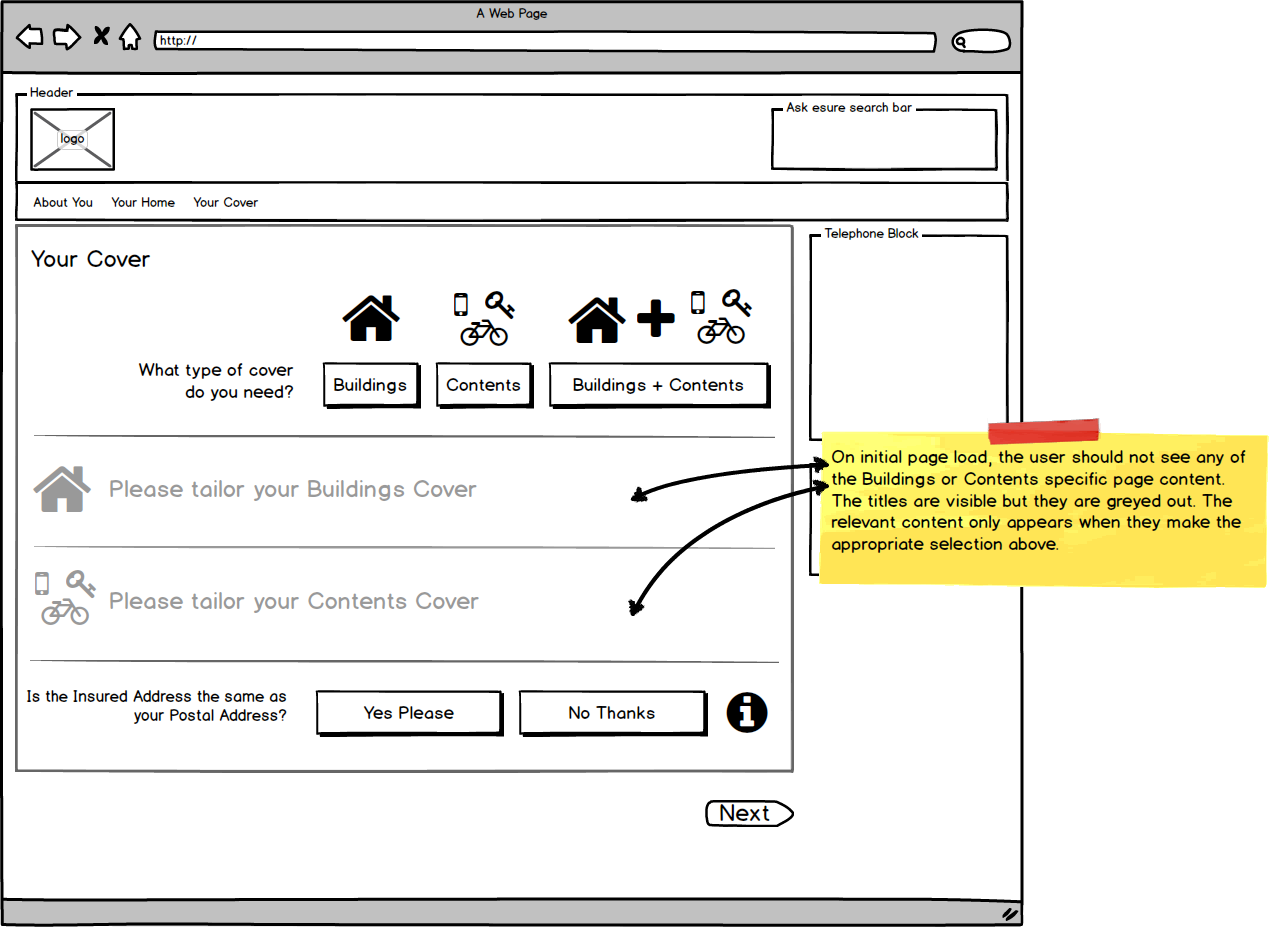 A Web Page
http://
Header
logo
Ask esure search bar
About You Your Home Your Cover
Telephone Block
Your Cover
What type of cover
do you need?
Buildings
Contents
Buildings + Contents
Please tailor your Buildings Cover
Please tailor your Contents Cover
On initial page load, the user should not see any of
the Buildings or Contents specific page content.
The titles are visible but they are greyed out. The
relevant content only appears when they make the
appropriate selection above.
Is the Insured Address the same as
your Postal Address?
Yes Please
No Thanks
Next